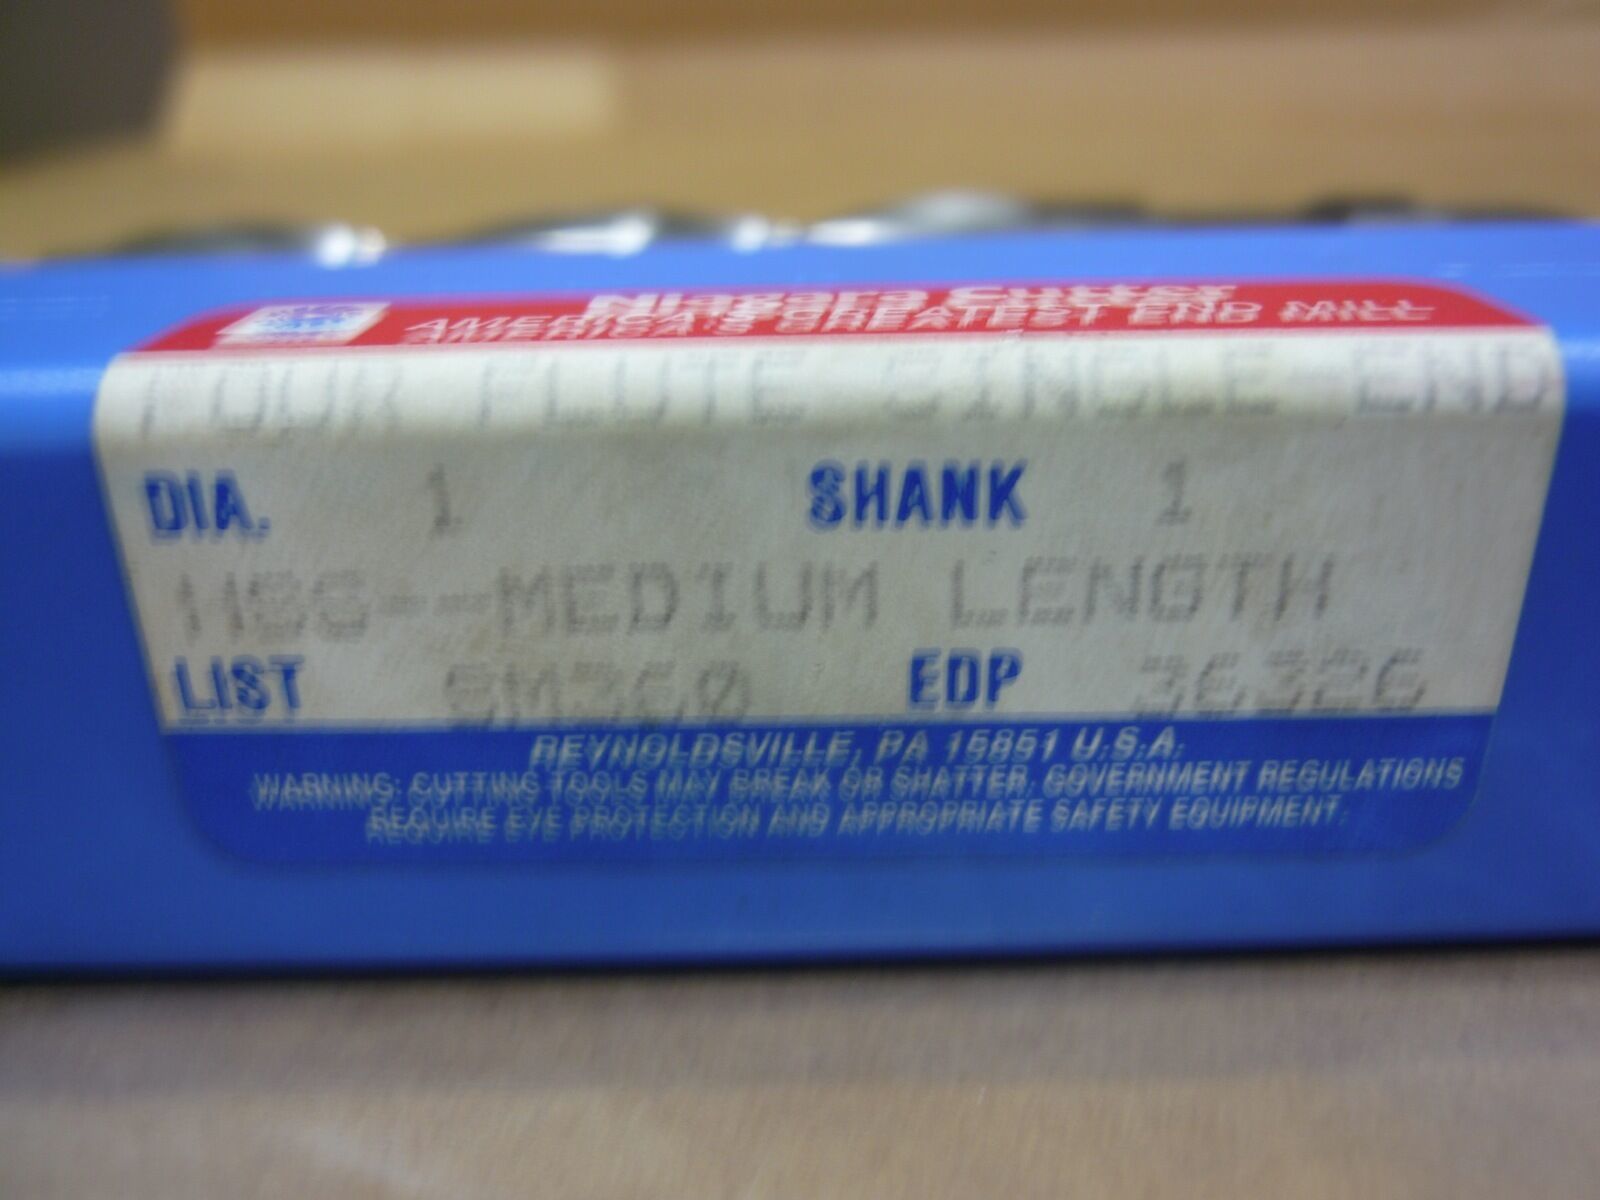 Niagara Cutter
AMERICA'S GREATEST END MILL
FOUR FLUTE SINGLE END
DIA. 1 SHANK 1
HSS--MEDIUM LENGTH
LIST SM360 EDP 36326
REYNOLDSVILLE, PA 15851 U.S.A.
WARNING: CUTTING TOOLS MAY BREAK OR SHATTER. GOVERNMENT REGULATIONS
REQUIRE EYE PROTECTION AND APPROPRIATE SAFETY EQUIPMENT.